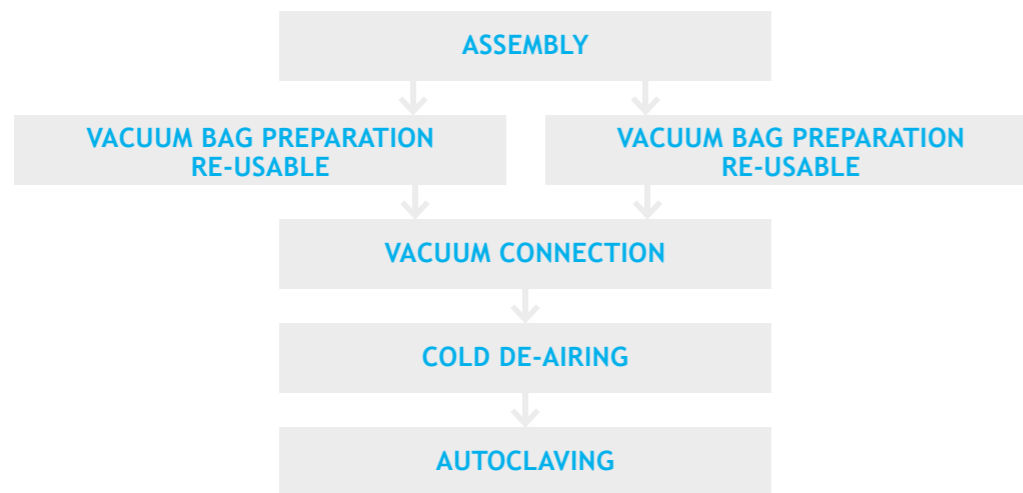 ASSEMBLY
VACUUM BAG PREPARATION
RE-USABLE
VACUUM BAG PREPARATION
RE-USABLE
VACUUM CONNECTION
COLD DE-AIRING
AUTOCLAVING